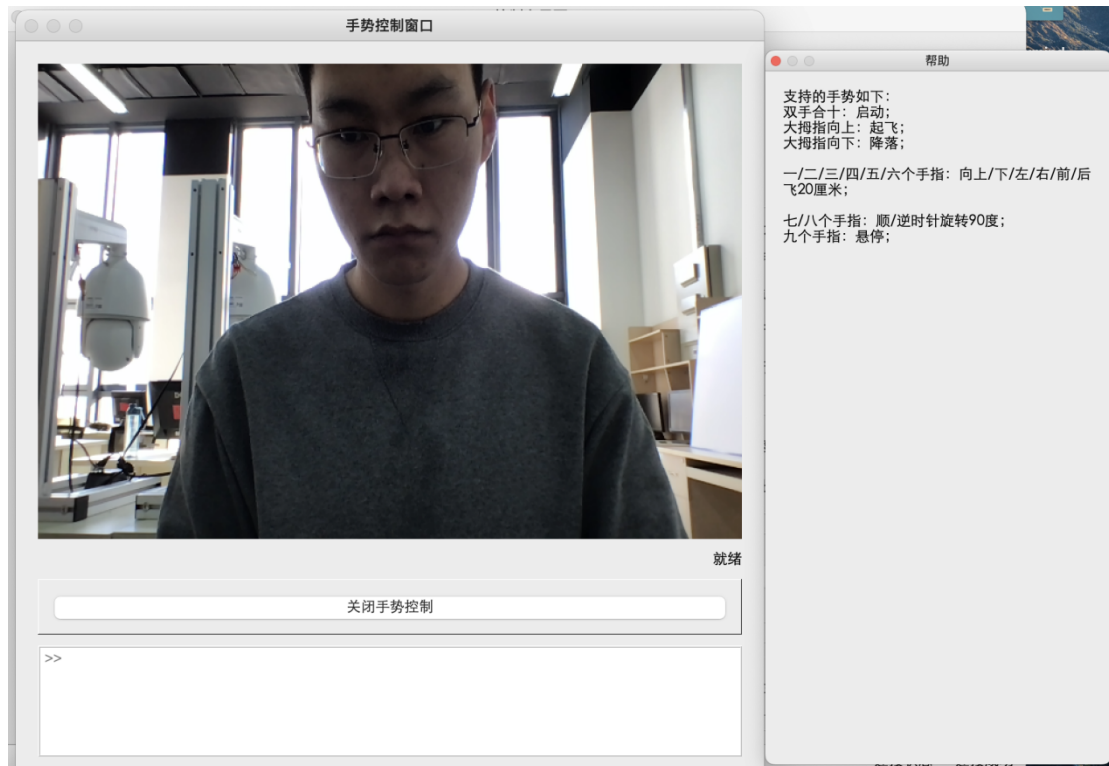 手势控制窗口
帮助
支持的手势如下：
双手合十：启动；
大拇指向上：起飞；
大拇指向下：降落；
一/二/三/四/五/六个手指：向上/下/左/右/前/后
飞20厘米；
七/八个手指：顺/逆时针旋转90度；
九个手指：悬停；
就绪
关闭手势控制
>>